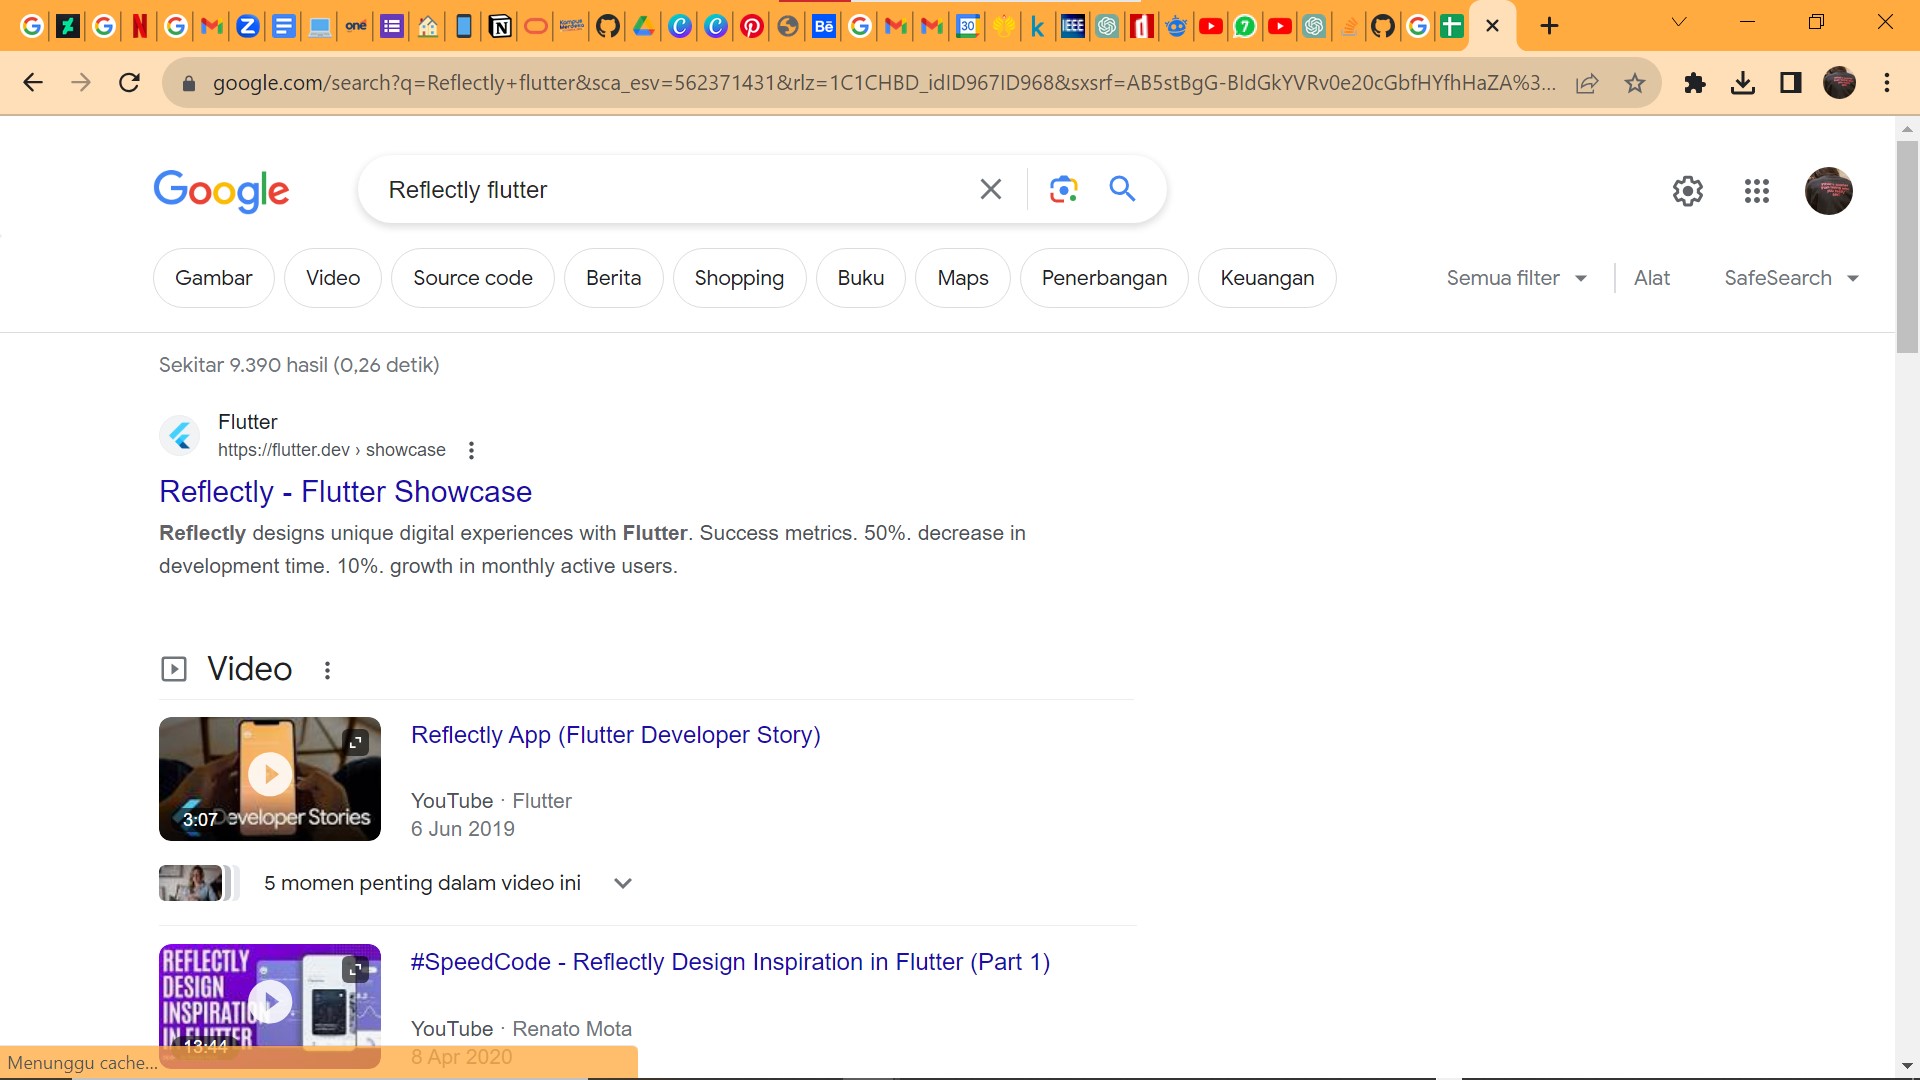 one
IEEE
30
7
google.com/search?q=Reflectly+flutter&sca_esv=562371431&rlz=1C1CHBD_idID967ID968&sxsrf=AB5stBgG-BIdGkYVRv0e20cGbfHYfhHaZA%3...
Google
Reflectly flutter
Gambar
Video
Source code
Berita
Shopping
Buku
Maps
Penerbangan
Keuangan
Semua filter
Alat
SafeSearch
Sekitar 9.390 hasil (0,26 detik)
Flutter
https://flutter.dev › showcase
Reflectly - Flutter Showcase
Reflectly designs unique digital experiences with Flutter. Success metrics. 50%. decrease in
development time. 10%. growth in monthly active users.
Video
Reflectly App (Flutter Developer Story)
3:07
Developer Stories
YouTube · Flutter
6 Jun 2019
5 momen penting dalam video ini
REFLECTLY
DESIGN
INSPIRATION
IN FLUTTER
13:44
#SpeedCode - Reflectly Design Inspiration in Flutter (Part 1)
YouTube · Renato Mota
8 Apr 2020
Menunggu cache...